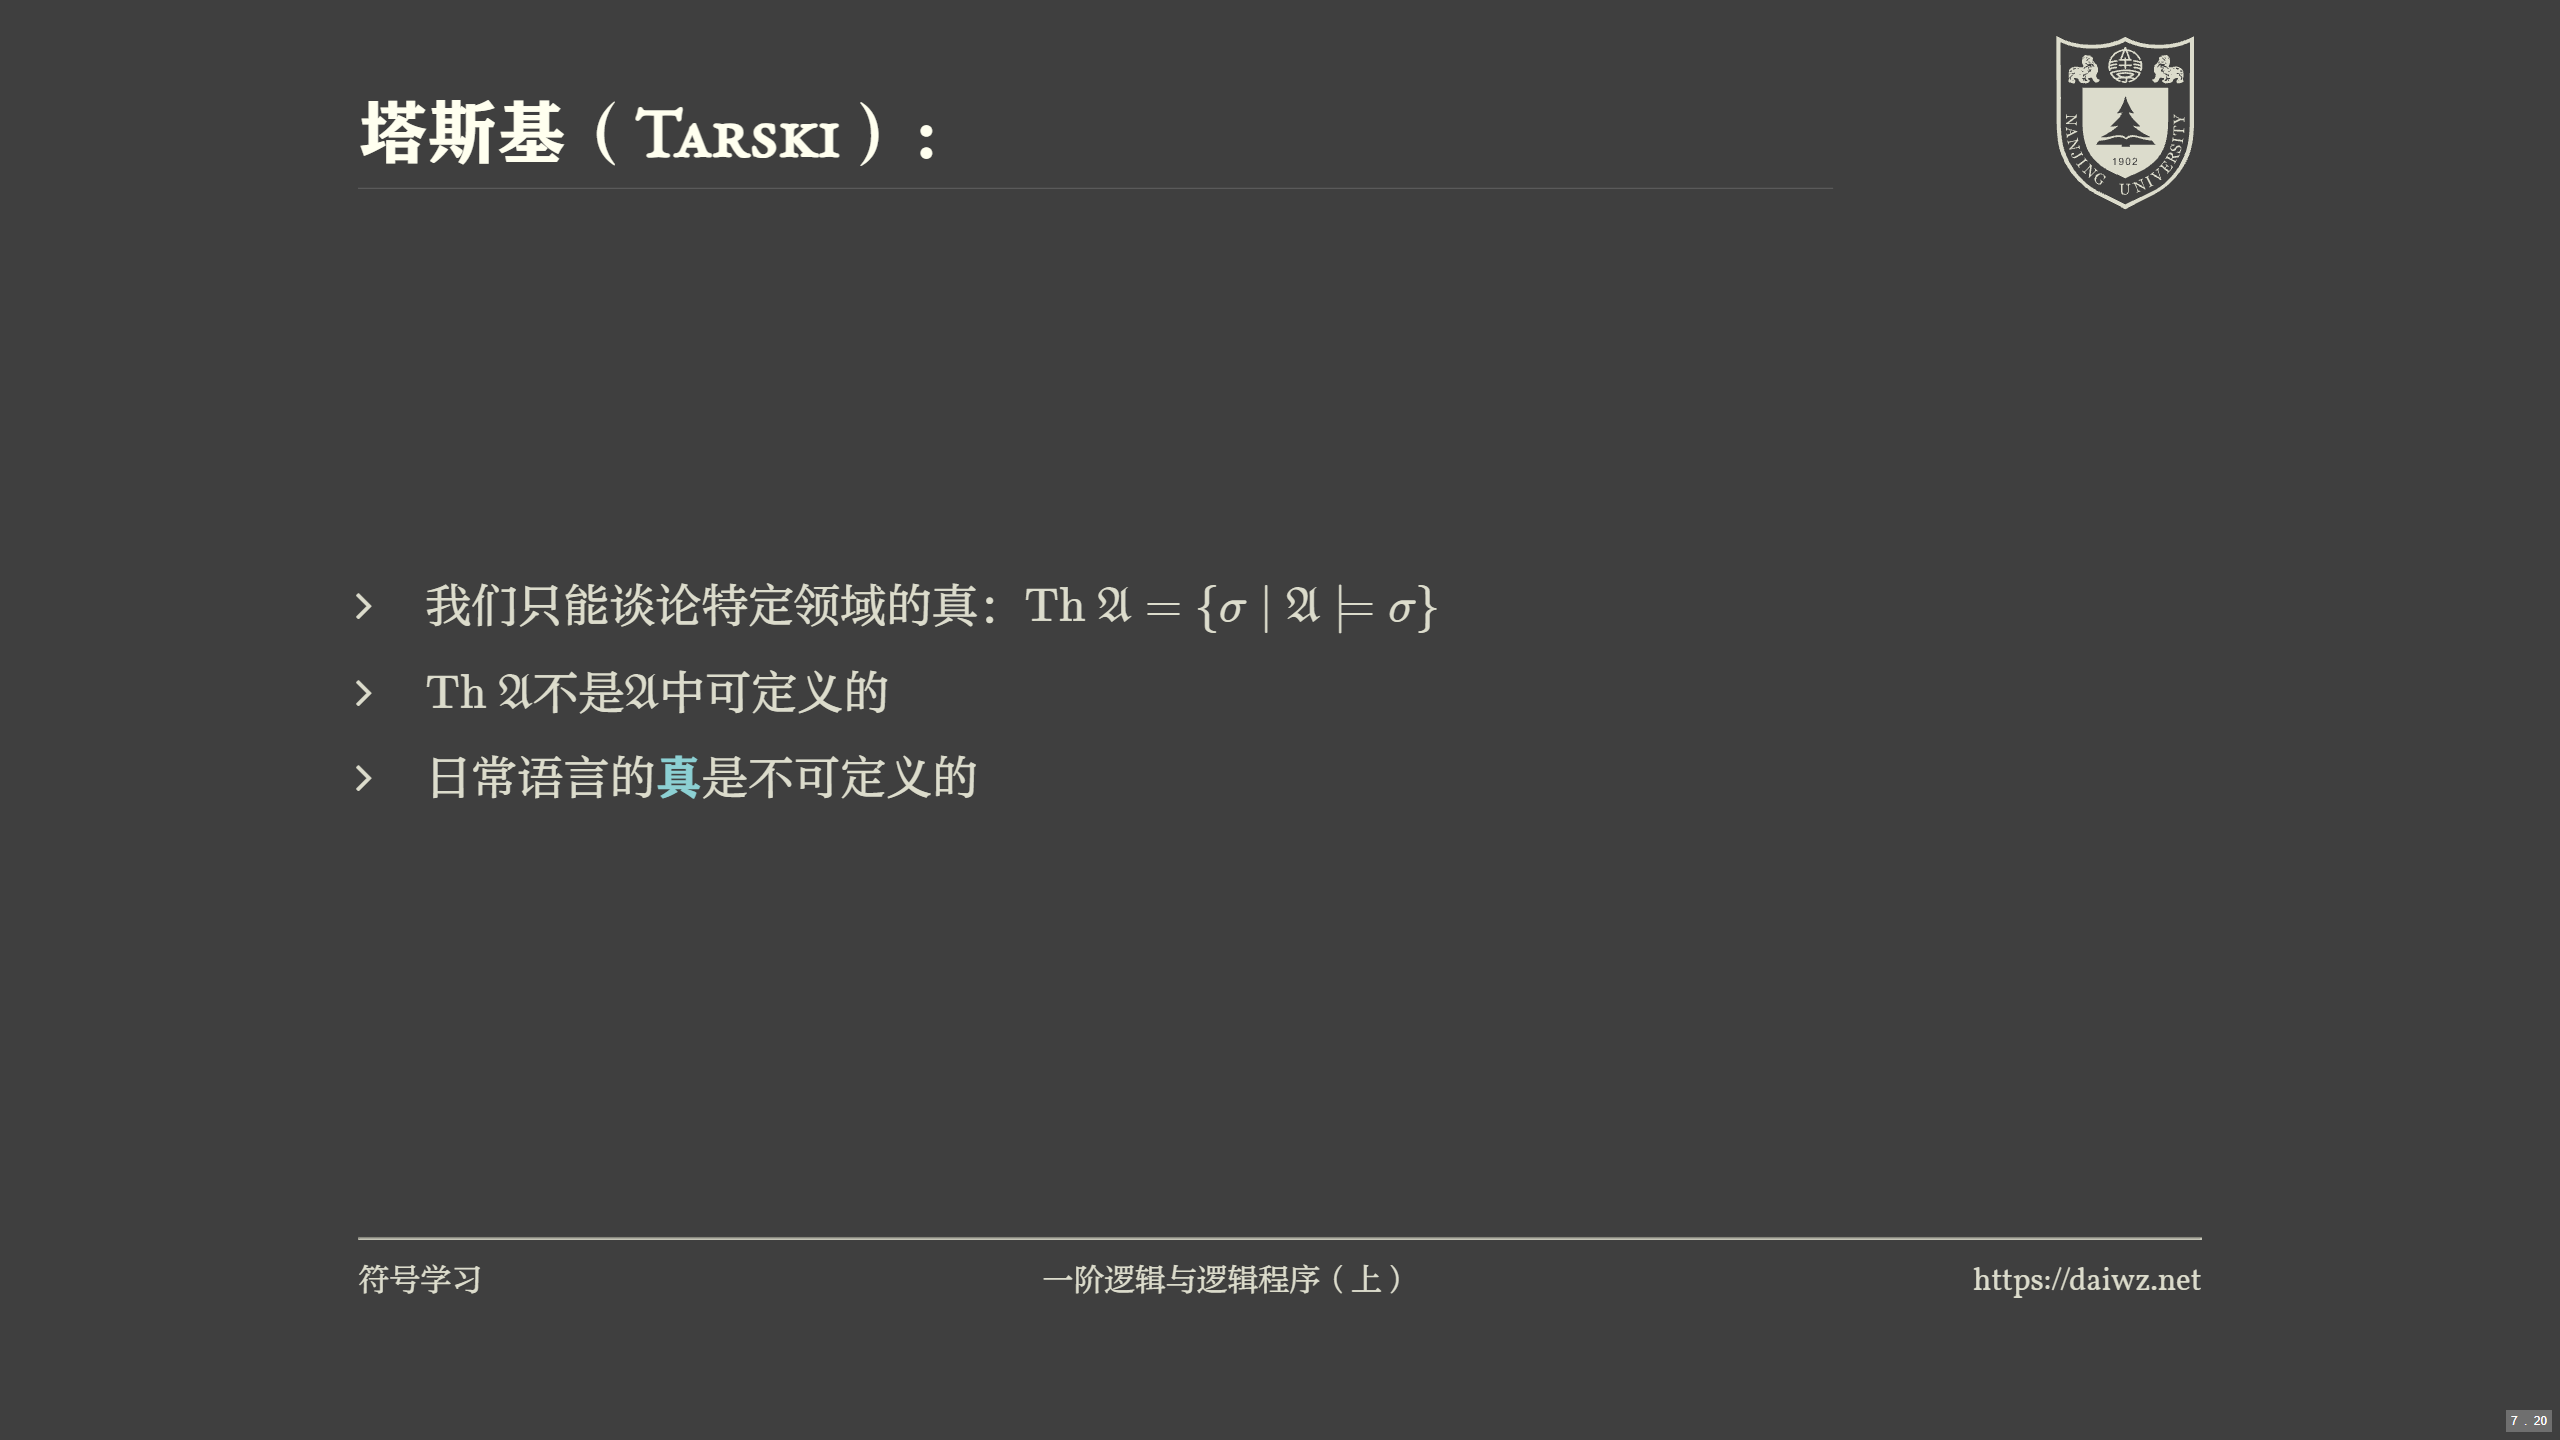 塔斯基（TARSKI）：
NANJING UNIVERSITY
1902
我们只能谈论特定领域的真：Th 𝔄 = {σ | 𝔄 ⊨ σ}
Th 𝔄不是𝔄中可定义的
日常语言的真是不可定义的
符号学习
一阶逻辑与逻辑程序（上）
https://daiwz.net
7 . 20